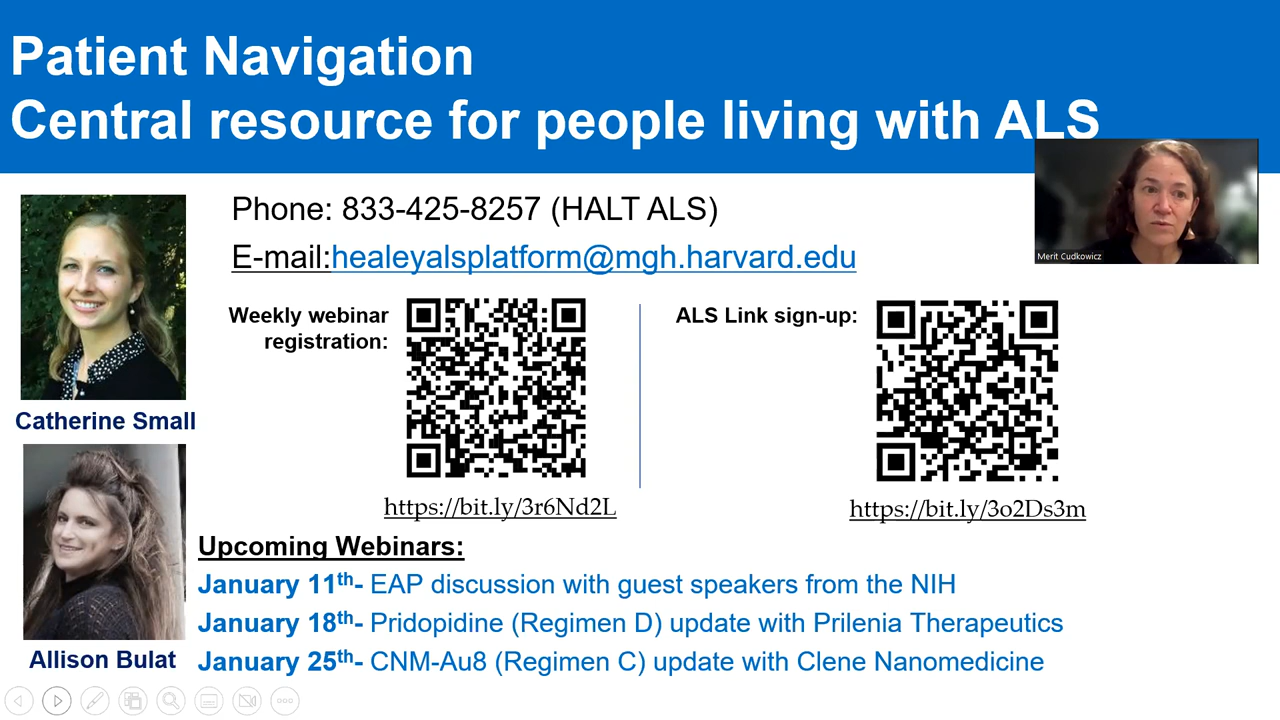 Patient Navigation
Central resource for people living with ALS
Merit Cudkowicz
Phone: 833-425-8257 (HALT ALS)
E-mail:healeyalsplatform@mgh.harvard.edu
Weekly webinar
registration:
https://bit.ly/3r6Nd2L
ALS Link sign-up:
https://bit.ly/3o2Ds3m
Catherine Small
Allison Bulat
Upcoming Webinars:
January 11th- EAP discussion with guest speakers from the NIH
January 18th- Pridopidine (Regimen D) update with Prilenia Therapeutics
January 25th- CNM-Au8 (Regimen C) update with Clene Nanomedicine